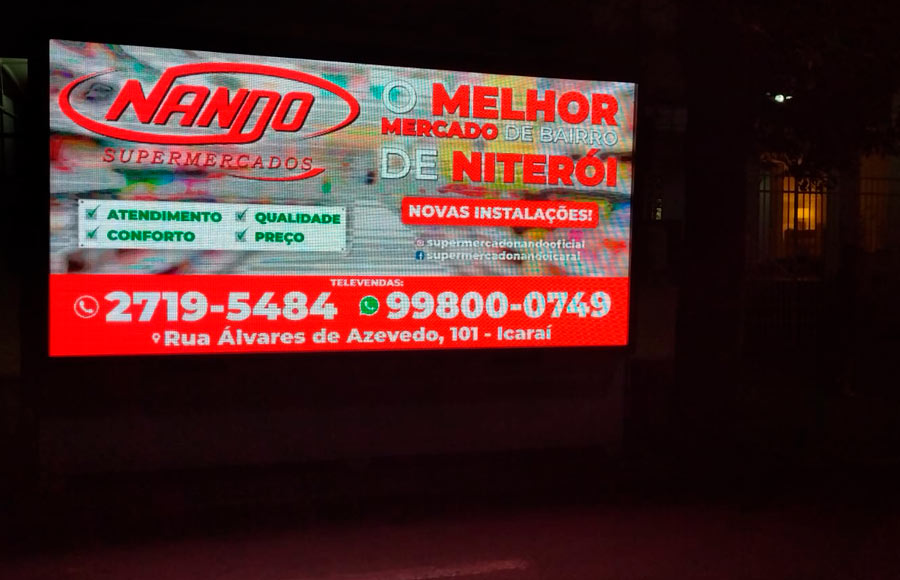 NANDO
SUPERMERCADOS
O MELHOR
MERCADO DE BAIRRO
DE NITERÓI
ATENDIMENTO QUALIDADE
CONFORTO PREÇO
NOVAS INSTALAÇÕES!
supermercadonandooficial
supermercadonandoicarai
TELEVENDAS:
2719-5484 99800-0749
Rua Álvares de Azevedo, 101 - Icaraí